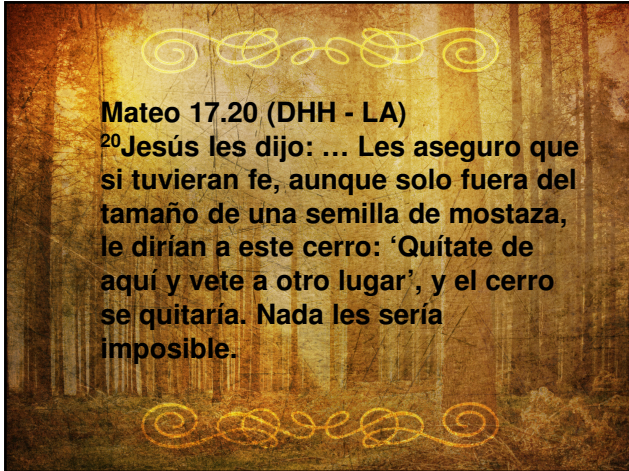 Mateo 17.20 (DHH - LA)
²⁰Jesús les dijo: … Les aseguro que
si tuvieran fe, aunque solo fuera del
tamaño de una semilla de mostaza,
le dirían a este cerro: ‘Quítate de
aquí y vete a otro lugar’, y el cerro
se quitaría. Nada les sería
imposible.